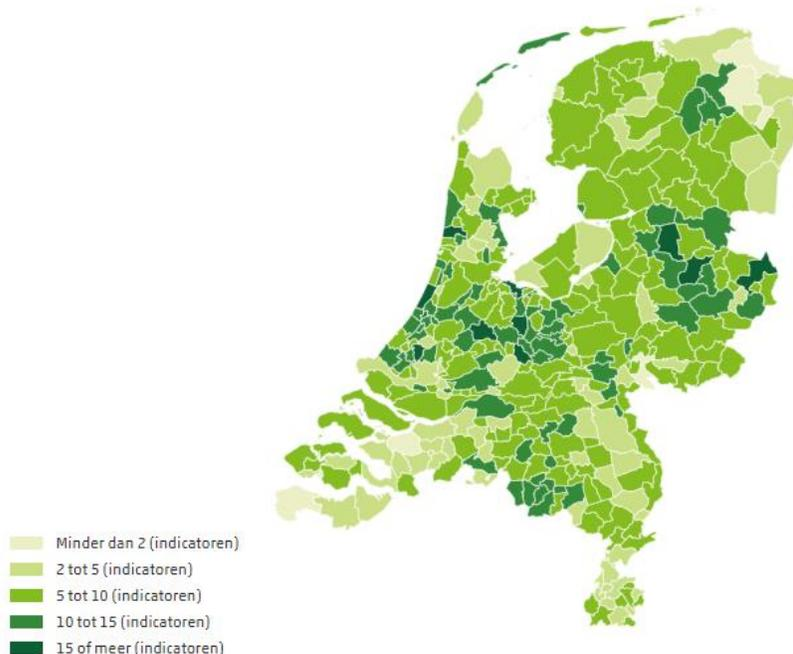 Minder dan 2 (indicatoren)
2 tot 5 (indicatoren)
5 tot 10 (indicatoren)
10 tot 15 (indicatoren)
15 of meer (indicatoren)